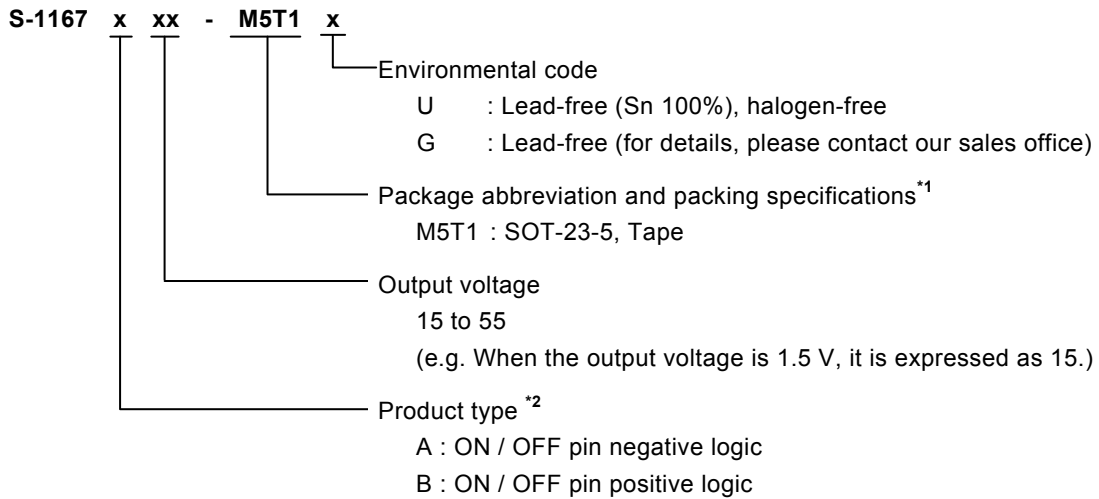 S-1167 x xx - M5T1 x
Environmental code
U : Lead-free (Sn 100%), halogen-free
G : Lead-free (for details, please contact our sales office)
Package abbreviation and packing specifications*1
M5T1 : SOT-23-5, Tape
Output voltage
15 to 55
(e.g. When the output voltage is 1.5 V, it is expressed as 15.)
Product type *2
A : ON / OFF pin negative logic
B : ON / OFF pin positive logic